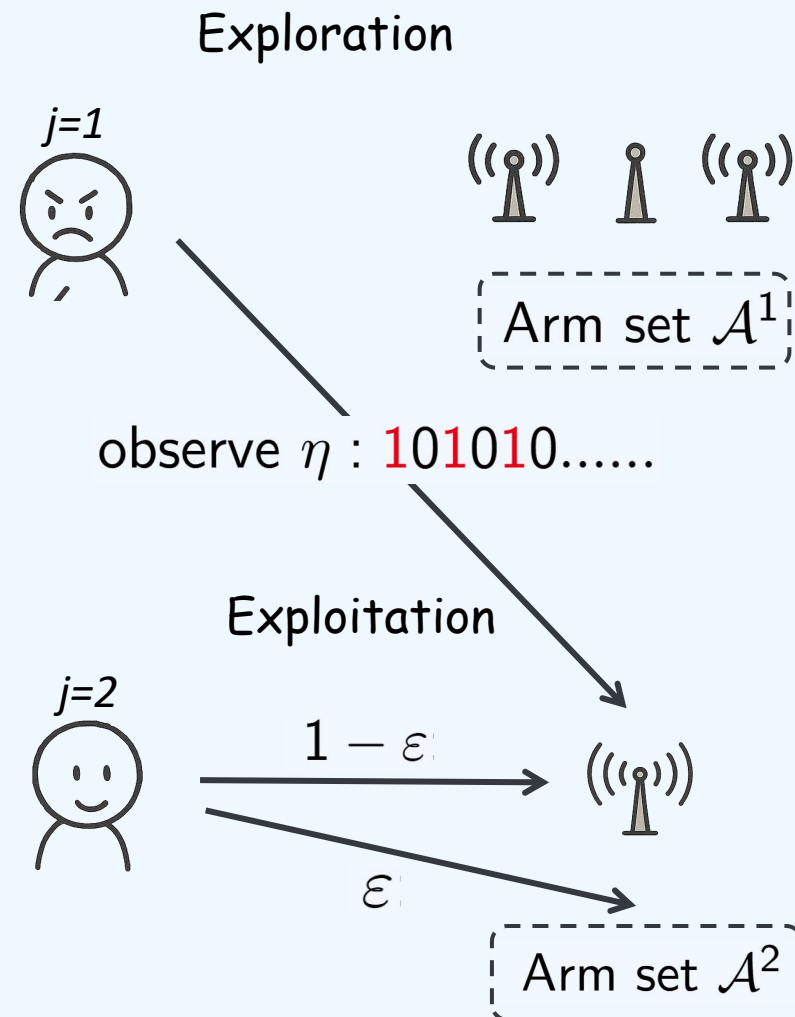 Exploration
j=1
Arm set 𝒜¹
observe η : 101010......
Exploitation
j=2
1 − ε
ε
Arm set 𝒜²